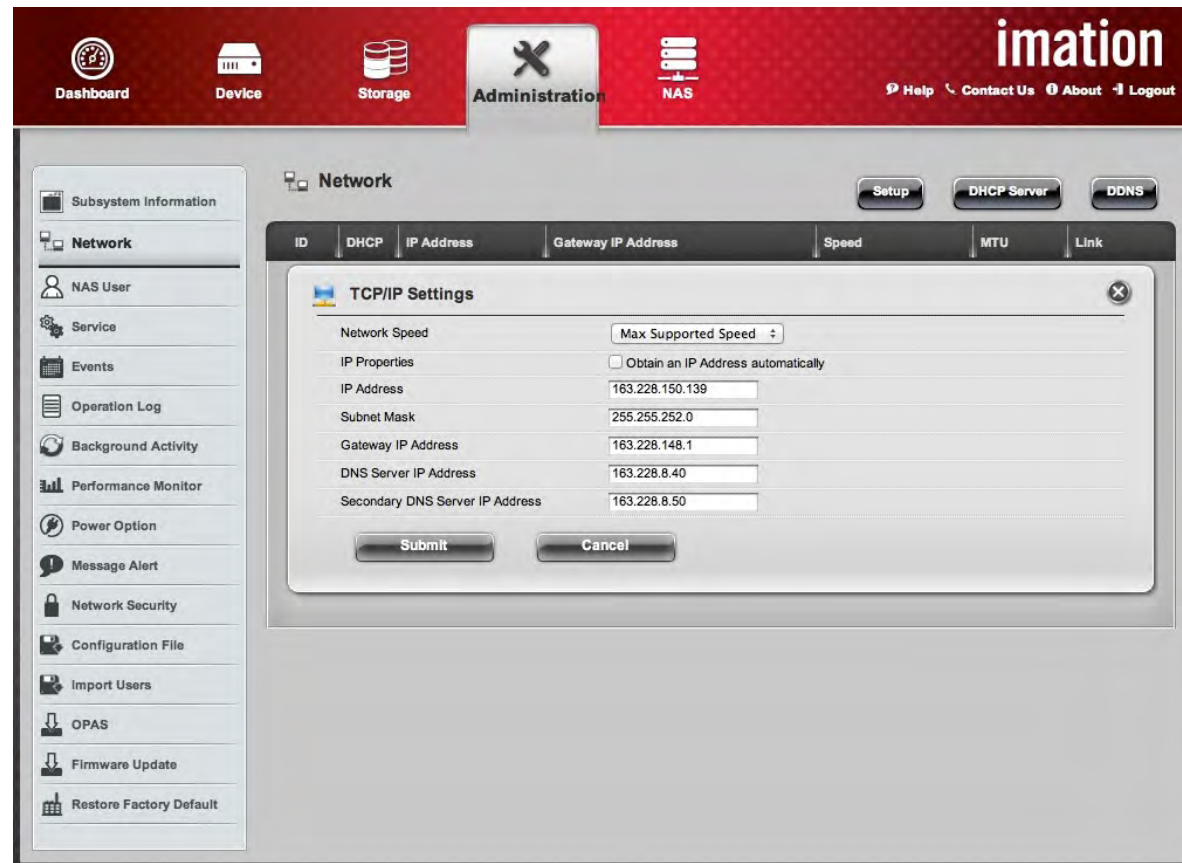 imation
Dashboard
Device
Storage
Administration
NAS
Help Contact Us About Logout
Network
Setup
DHCP Server
DDNS
Subsystem Information
Network
NAS User
Service
Events
Operation Log
Background Activity
Performance Monitor
Power Option
Message Alert
Network Security
Configuration File
Import Users
OPAS
Firmware Update
Restore Factory Default
ID DHCP IP Address Gateway IP Address Speed MTU Link
TCP/IP Settings
Network Speed Max Supported Speed
IP Properties Obtain an IP Address automatically
IP Address 163.228.150.139
Subnet Mask 255.255.252.0
Gateway IP Address 163.228.148.1
DNS Server IP Address 163.228.8.40
Secondary DNS Server IP Address 163.228.8.50
Submit Cancel